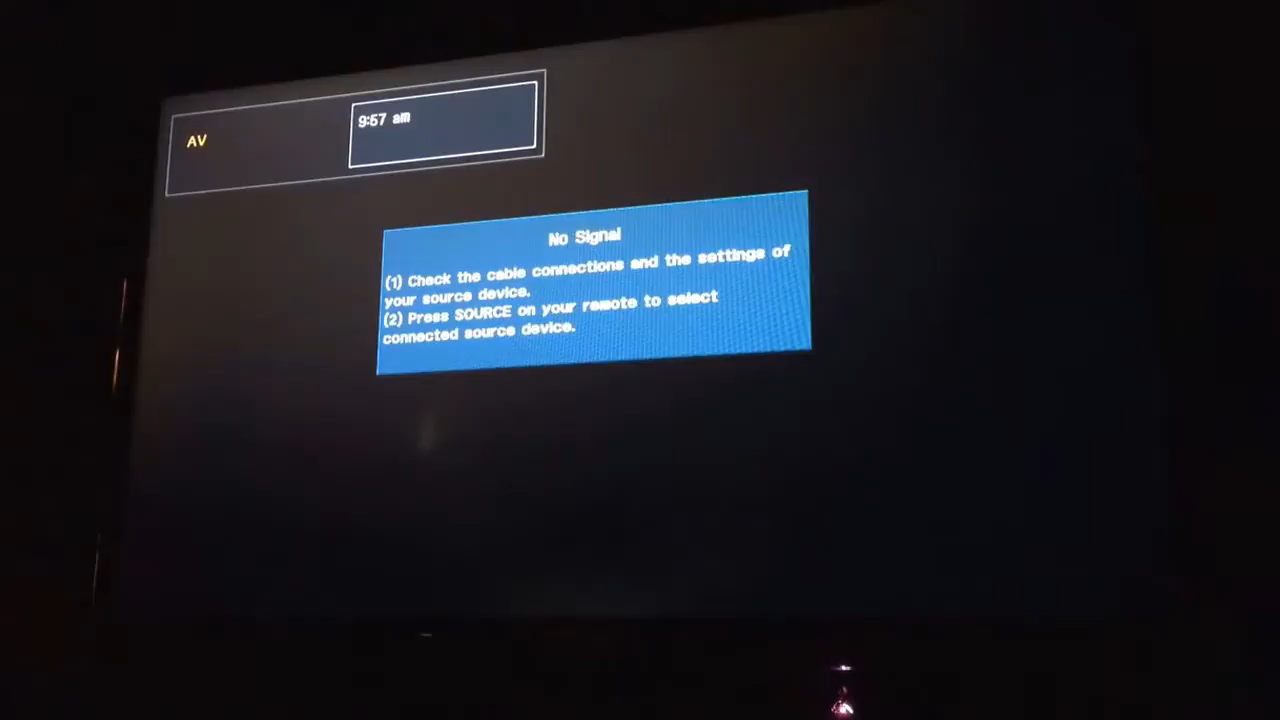 AV
9:57 am
No Signal
(1) Check the cable connections and the settings of
your source device.
(2) Press SOURCE on your remote to select
connected source device.